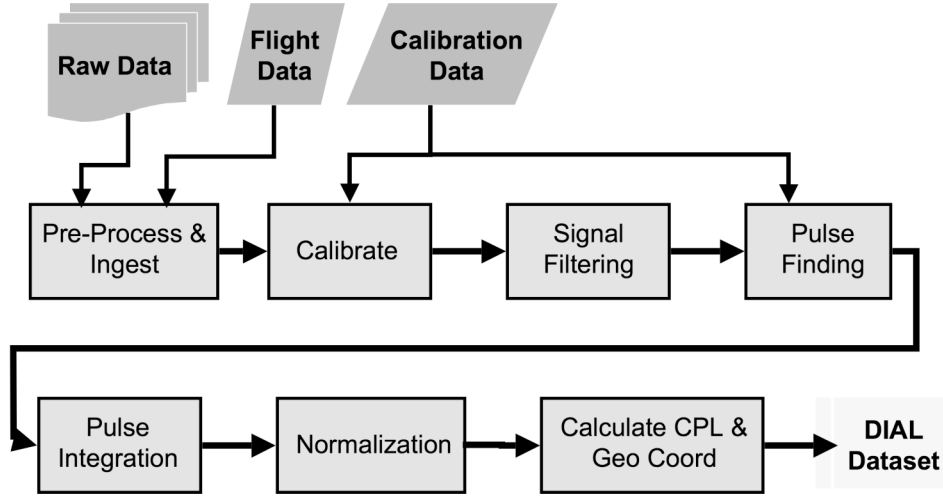 Raw Data
Flight
Data
Calibration
Data
Pre-Process &
Ingest
Calibrate
Signal
Filtering
Pulse
Finding
Pulse
Integration
Normalization
Calculate CPL &
Geo Coord
DIAL
Dataset